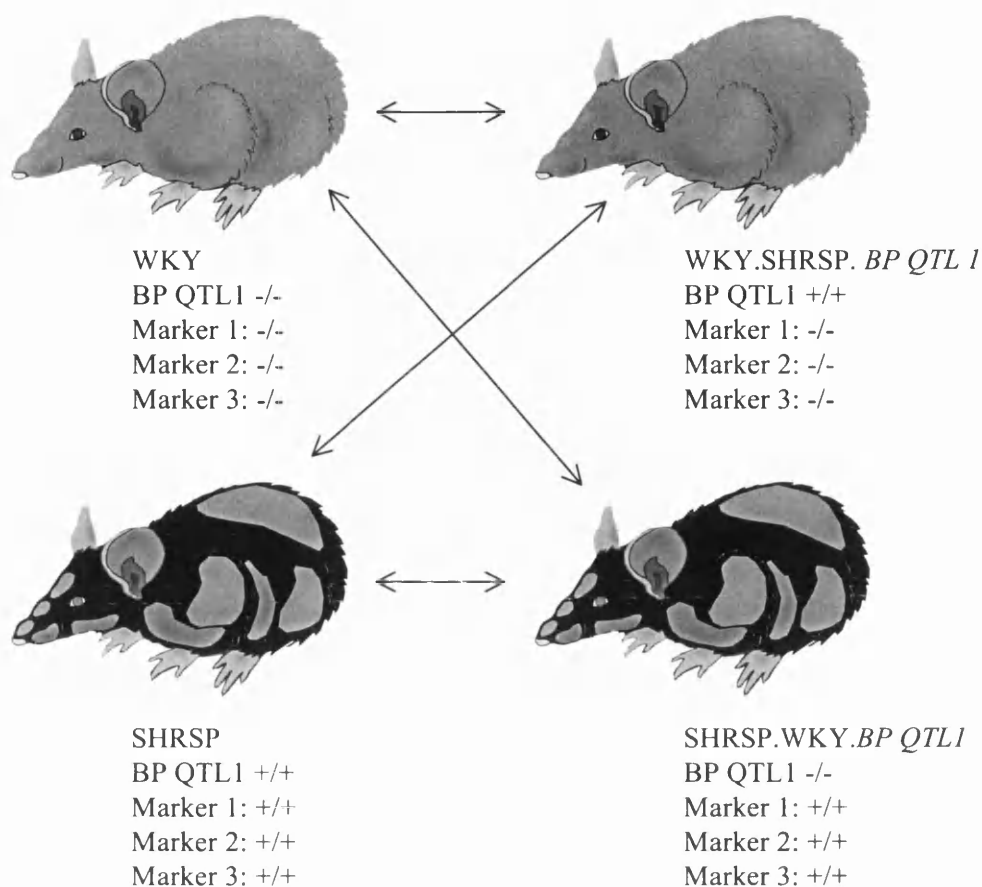 WKY
BP QTL1 -/-
Marker 1: -/-
Marker 2: -/-
Marker 3: -/-
WKY.SHRSP. BP QTL 1
BP QTL1 +/+
Marker 1: -/-
Marker 2: -/-
Marker 3: -/-
SHRSP
BP QTL1 +/+
Marker 1: +/+
Marker 2: +/+
Marker 3: +/+
SHRSP.WKY.BP QTL1
BP QTL1 -/-
Marker 1: +/+
Marker 2: +/+
Marker 3: +/+